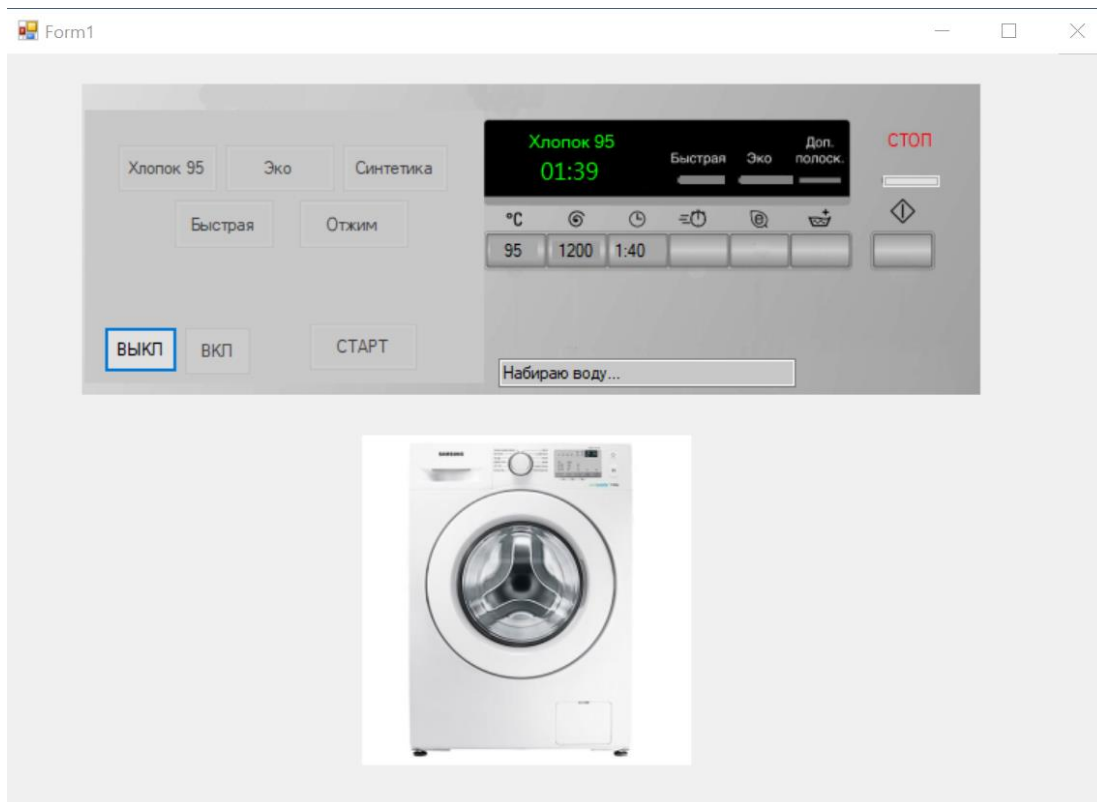 Form1
Хлопок 95
Эко
Синтетика
Быстрая
Отжим
ВЫКЛ
ВКЛ
СТАРТ
Хлопок 95
01:39
Быстрая
Эко
Доп.
полоск.
СТОП
°C
95
1200
1:40
Набираю воду...
SAMSUNG